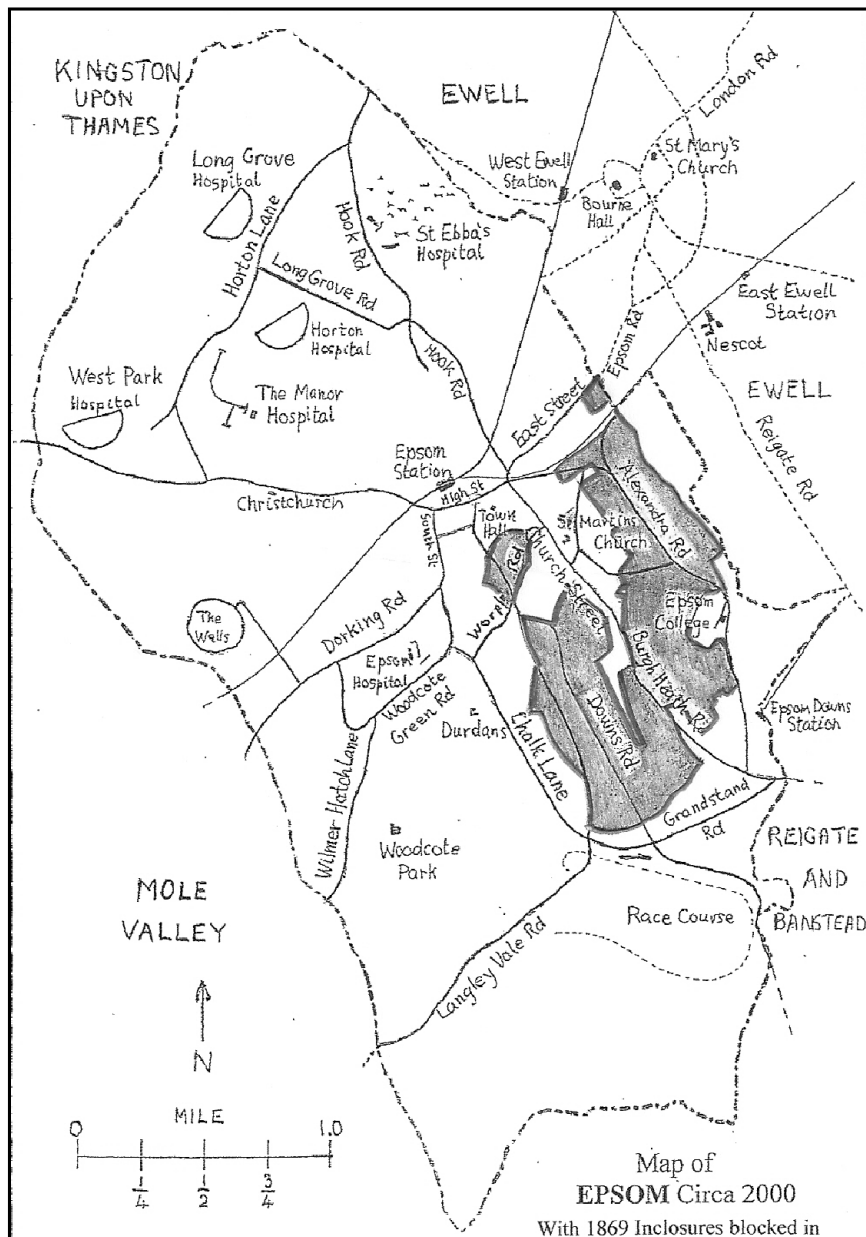 KINGSTON
UPON
THAMES
EWELL
London Rd
Long Grove
Hospital
West Ewell
Station
St Mary's
Church
Bourne
Hall
Horton Lane
Hook Rd
St Ebba's
Hospital
Long Grove Rd
East Ewell
Station
Epsom Rd
Nescot
Horton
Hospital
Hook Rd
West Park
Hospital
The Manor
Hospital
EWELL
East Street
Reigate Rd
Epsom
Station
High St
Alexandra Rd
Christchurch
South St
Town
Hall
St Martins
Church
Church Street
Worple Rd
Epsom
College
The
Wells
Dorking Rd
Epsom
Hospital
Woodcote
Green Rd
Burgh Heath Rd
Durdans
Downs Rd
Epsom Downs
Station
Chalk Lane
Wilmer Hatch Lane
Grandstand
Rd
Woodcote
Park
REIGATE
AND
BANSTEAD
MOLE
VALLEY
Race Course
Langley Vale Rd
N
MILE
0
1.0
1/4
1/2
3/4
Map of
EPSOM Circa 2000
With 1869 Inclosures blocked in